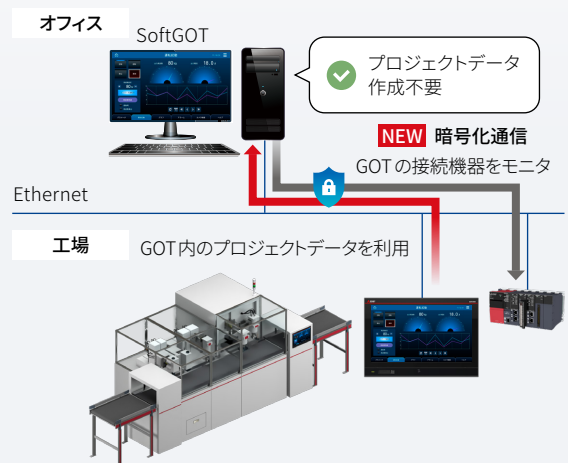 オフィス
SoftGOT
プロジェクトデータ
作成不要
NEW 暗号化通信
GOTの接続機器をモニタ
Ethernet
工場
GOT内のプロジェクトデータを利用